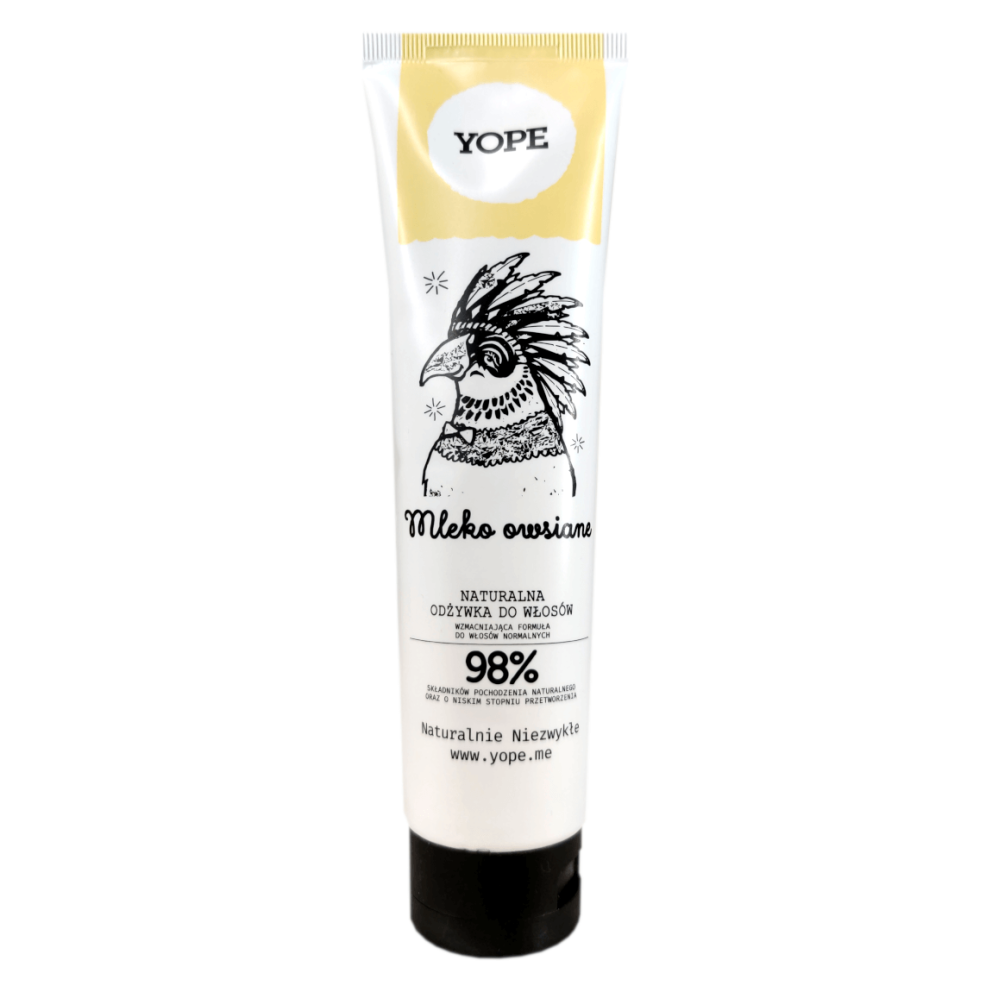 YOPE
Mleko owsiane
NATURALNA
ODŻYWKA DO WŁOSÓW
WZMACNIAJĄCA FORMUŁA
DO WŁOSÓW NORMALNYCH
98%
SKŁADNIKÓW POCHODZENIA NATURALNEGO
ORAZ O NISKIM STOPNIU PRZETWORZENIA
Naturalnie Niezwykłe
www.yope.me